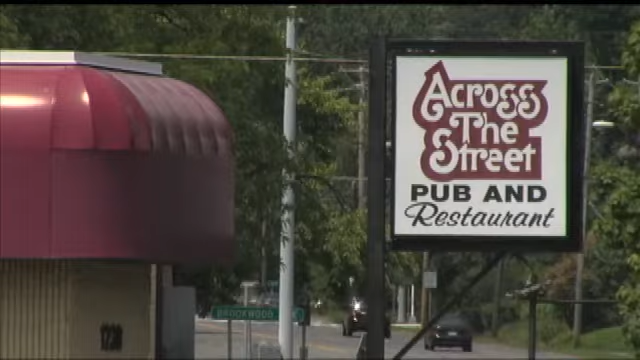 Across
The
Street
PUB AND
Restaurant
BROOKWOOD